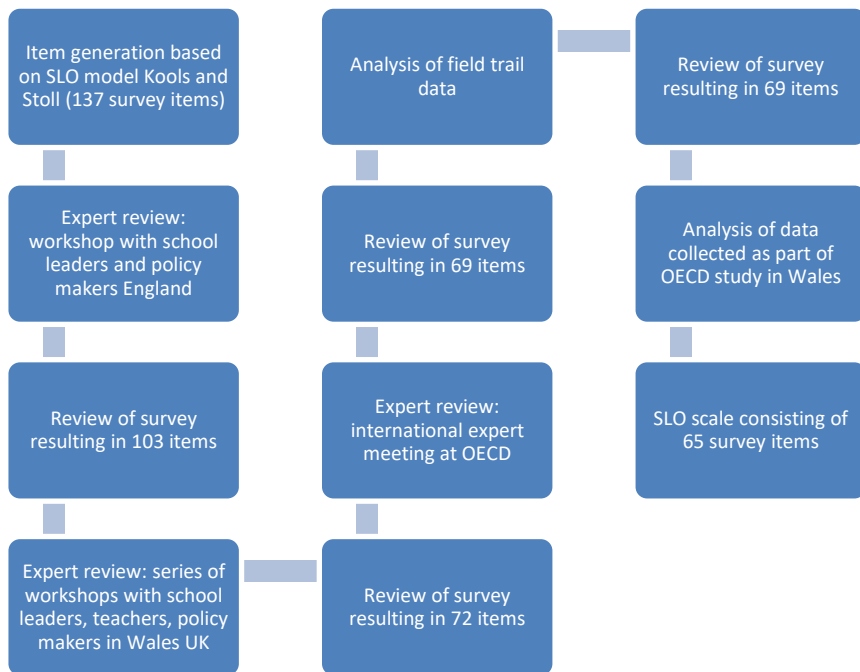 Item generation based
on SLO model Kools and
Stoll (137 survey items)
Expert review:
workshop with school
leaders and policy
makers England
Review of survey
resulting in 103 items
Expert review: series of
workshops with school
leaders, teachers, policy
makers in Wales UK
Review of survey
resulting in 72 items
Expert review:
international expert
meeting at OECD
Review of survey
resulting in 69 items
Analysis of field trail
data
Review of survey
resulting in 69 items
Analysis of data
collected as part of
OECD study in Wales
SLO scale consisting of
65 survey items